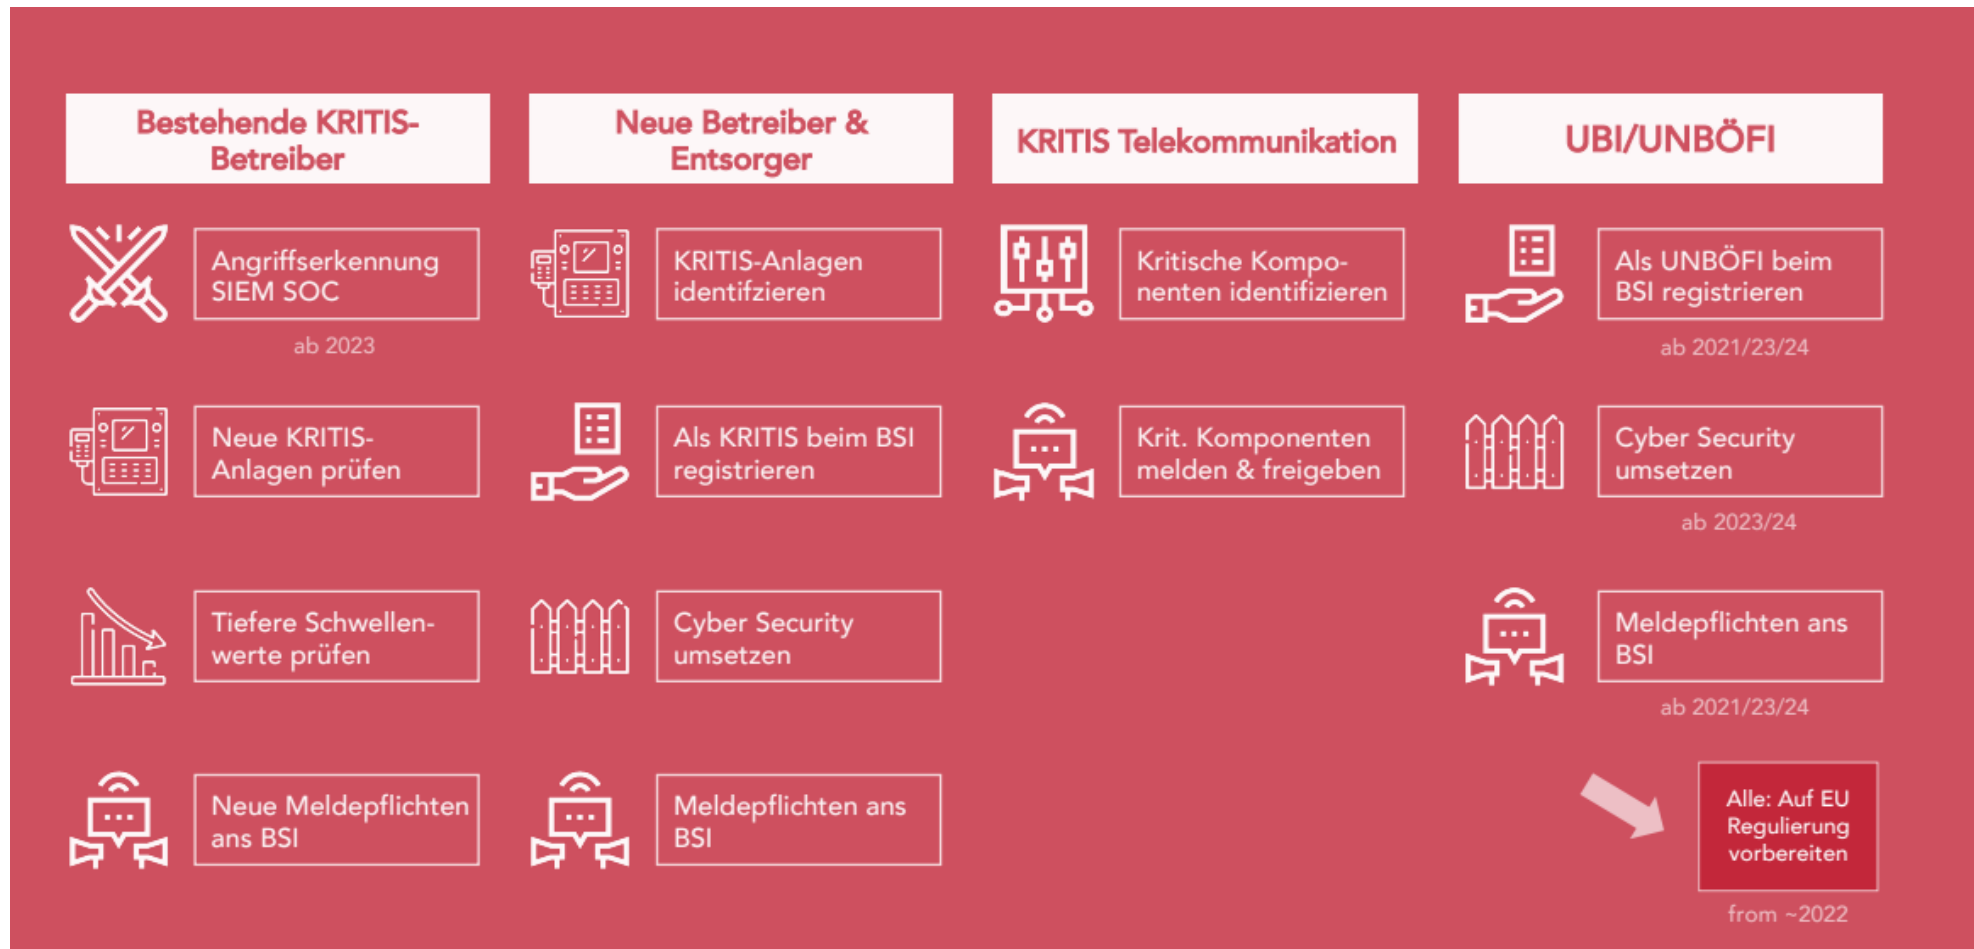 Bestehende KRITIS-
Betreiber
Angriffserkennung
SIEM SOC
ab 2023
Neue KRITIS-
Anlagen prüfen
Tiefere Schwellen-
werte prüfen
Neue Meldepflichten
ans BSI
Neue Betreiber &
Entsorger
KRITIS-Anlagen
identifzieren
Als KRITIS beim BSI
registrieren
Cyber Security
umsetzen
Meldepflichten ans
BSI
KRITIS Telekommunikation
Kritische Kompo-
nenten identifizieren
Krit. Komponenten
melden & freigeben
UBI/UNBÖFI
Als UNBÖFI beim
BSI registrieren
ab 2021/23/24
Cyber Security
umsetzen
ab 2023/24
Meldepflichten ans
BSI
ab 2021/23/24
Alle: Auf EU
Regulierung
vorbereiten
from ~2022